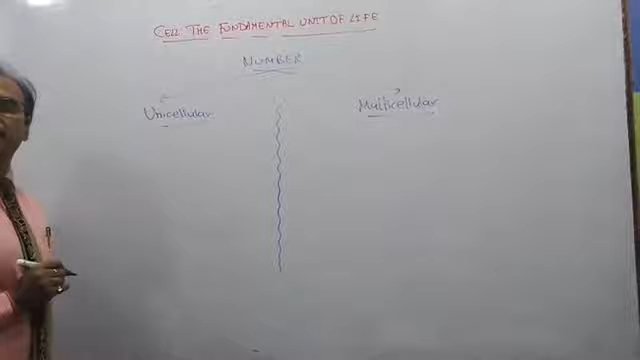 CELL THE FUNDAMENTAL UNIT OF LIFE
NUMBER
Unicellular Multicellular